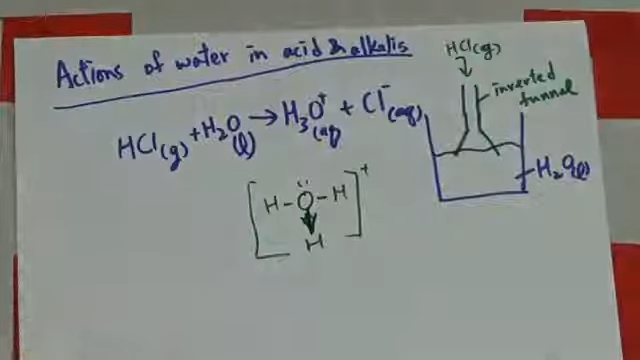 Actions of water in acid & alkalis
HCl(g) + H₂O(l) → H₃O⁺(aq) + Cl⁻(aq)
[H-Ö-H]⁺
H
HCl(g)
inverted
funnel
H₂O(l)